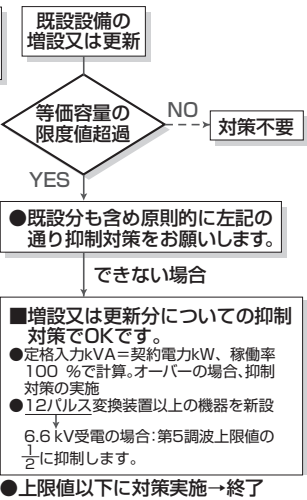 既設設備の
増設又は更新
等価容量の
限度値超過
NO
対策不要
YES
●既設分も含め原則的に左記の
通り抑制対策をお願いします。
できない場合
■増設又は更新分についての抑制
対策でOKです。
●定格入力kVA=契約電力kW、稼働率
100 %で計算。オーバーの場合、抑制
対策の実施
●12パルス変換装置以上の機器を新設
6.6 kV受電の場合:第5調波上限値の
1/2に抑制します。
●上限値以下に対策実施→終了